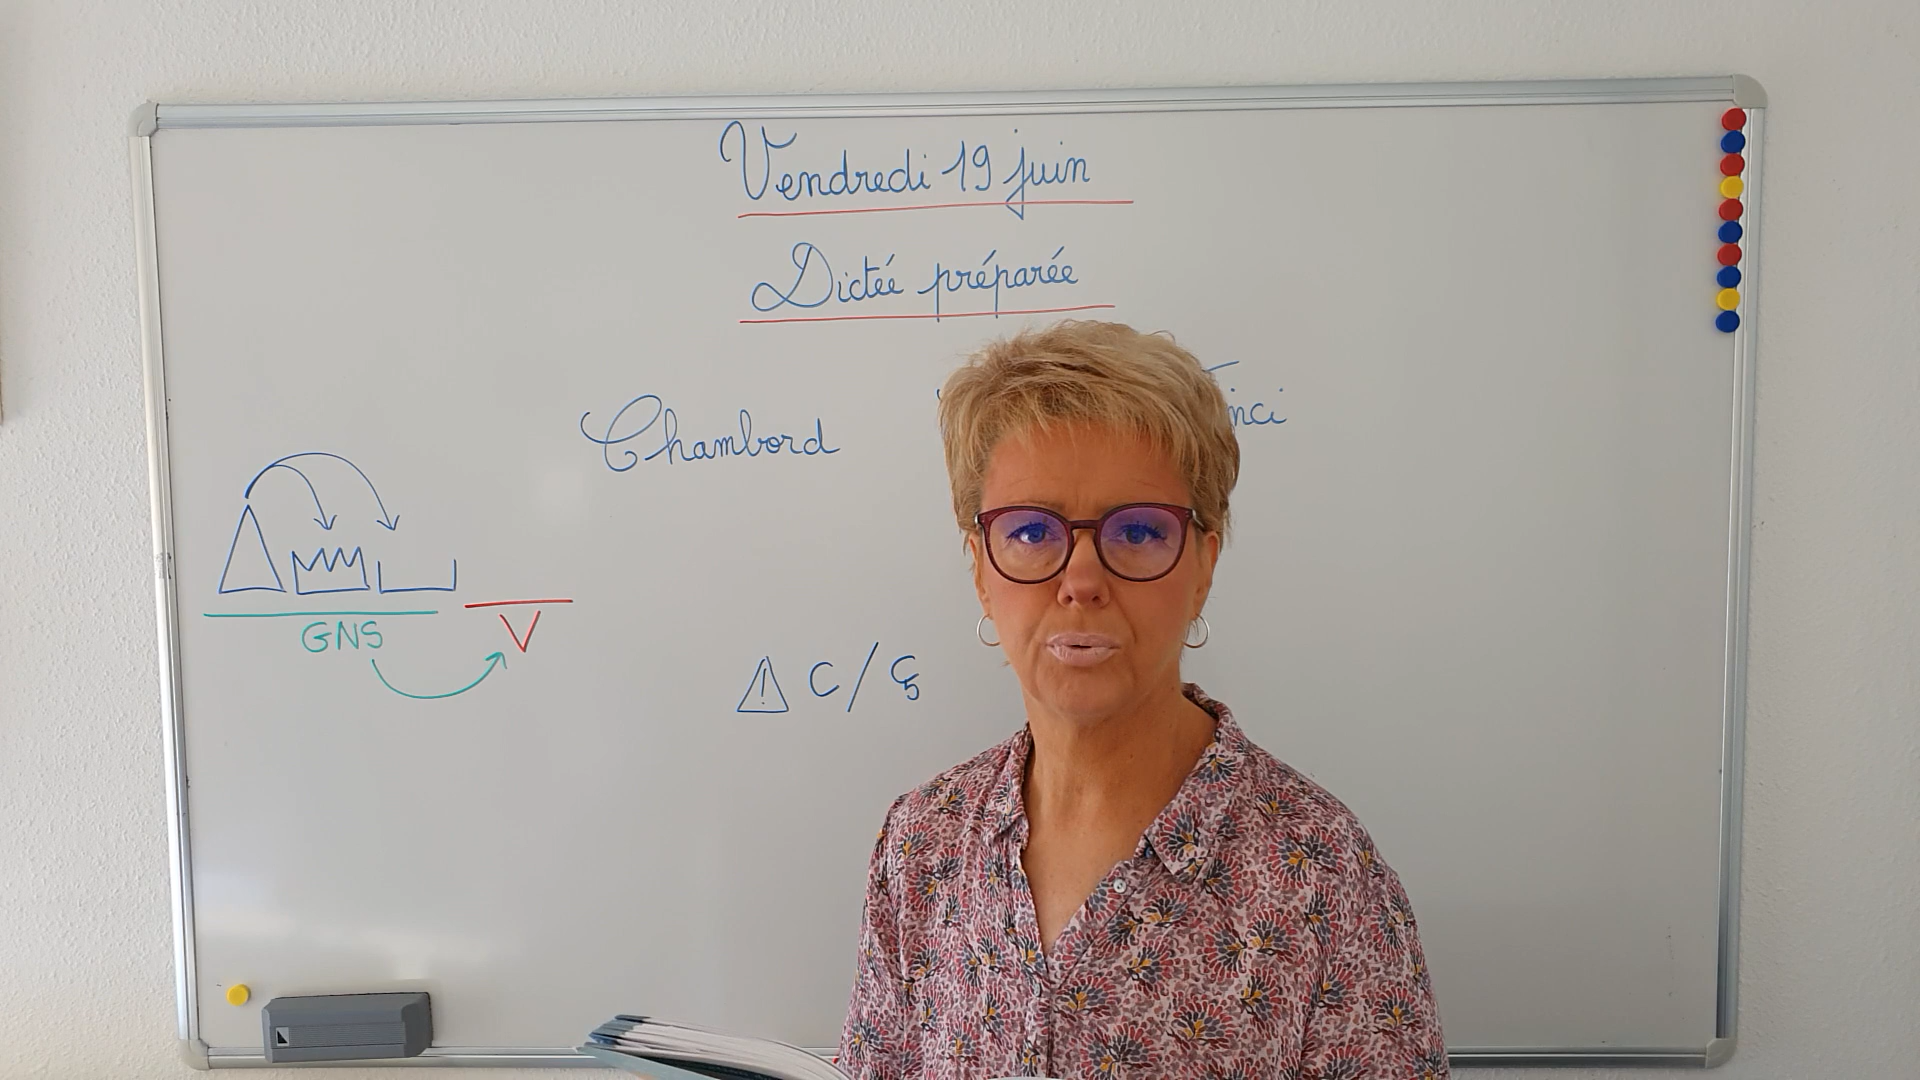 Vendredi 19 juin
Dictée préparée
Chambord
GNS
V
C / Ç